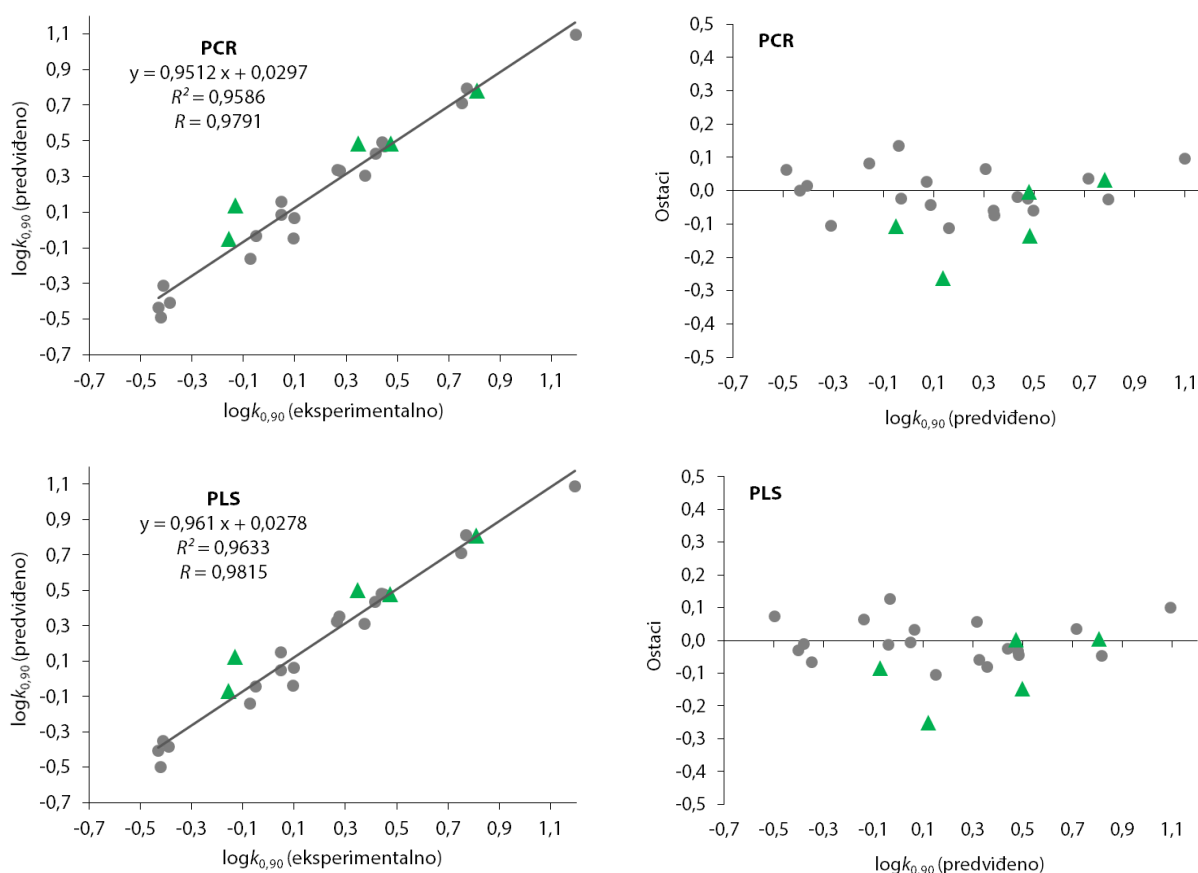 PCR
y = 0,9512 x + 0,0297
R² = 0,9586
R = 0,9791
1,1
0,9
0,7
0,5
0,3
0,1
-0,1
-0,3
-0,5
-0,7
-0,7 -0,5 -0,3 -0,1 0,1 0,3 0,5 0,7 0,9 1,1
logk0,90 (predviđeno)
logk0,90 (eksperimentalno)
PCR
0,5
0,4
0,3
0,2
0,1
0,0
-0,1
-0,2
-0,3
-0,4
-0,5
-0,7 -0,5 -0,3 -0,1 0,1 0,3 0,5 0,7 0,9 1,1
Ostaci
logk0,90 (predviđeno)
PLS
y = 0,961 x + 0,0278
R² = 0,9633
R = 0,9815
1,1
0,9
0,7
0,5
0,3
0,1
-0,1
-0,3
-0,5
-0,7
-0,7 -0,5 -0,3 -0,1 0,1 0,3 0,5 0,7 0,9 1,1
logk0,90 (predviđeno)
logk0,90 (eksperimentalno)
PLS
0,5
0,4
0,3
0,2
0,1
0,0
-0,1
-0,2
-0,3
-0,4
-0,5
-0,7 -0,5 -0,3 -0,1 0,1 0,3 0,5 0,7 0,9 1,1
Ostaci
logk0,90 (predviđeno)